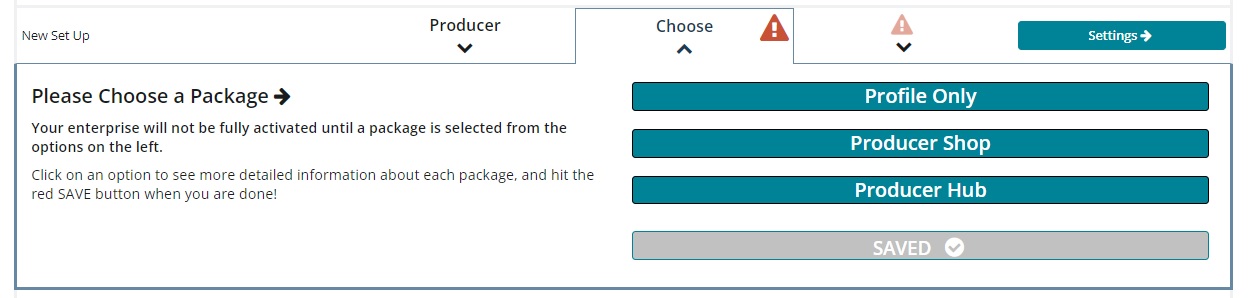 New Set Up
Producer
Choose
Settings
Please Choose a Package
Your enterprise will not be fully activated until a package is selected from the
options on the left.
Click on an option to see more detailed information about each package, and hit the
red SAVE button when you are done!
Profile Only
Producer Shop
Producer Hub
SAVED